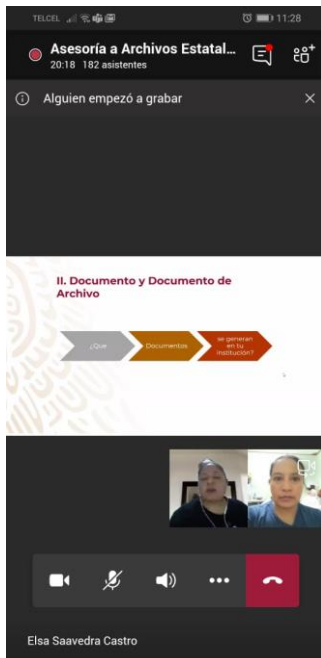 TELCEL
11:28
Asesoría a Archivos Estatal...
20:18 182 asistentes
Alguien empezó a grabar
II. Documento y Documento de
Archivo
¿Que
Documentos
se generan
en tu
institución?
Elsa Saavedra Castro